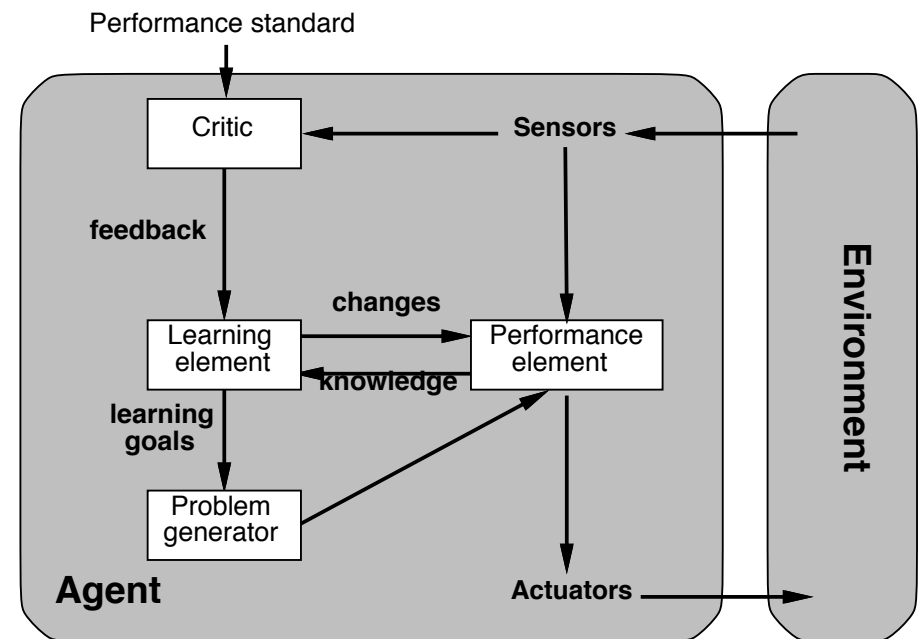 Performance standard
Critic
Sensors
feedback
changes
Learning
element
Performance
element
knowledge
learning
goals
Problem
generator
Agent
Actuators
Environment